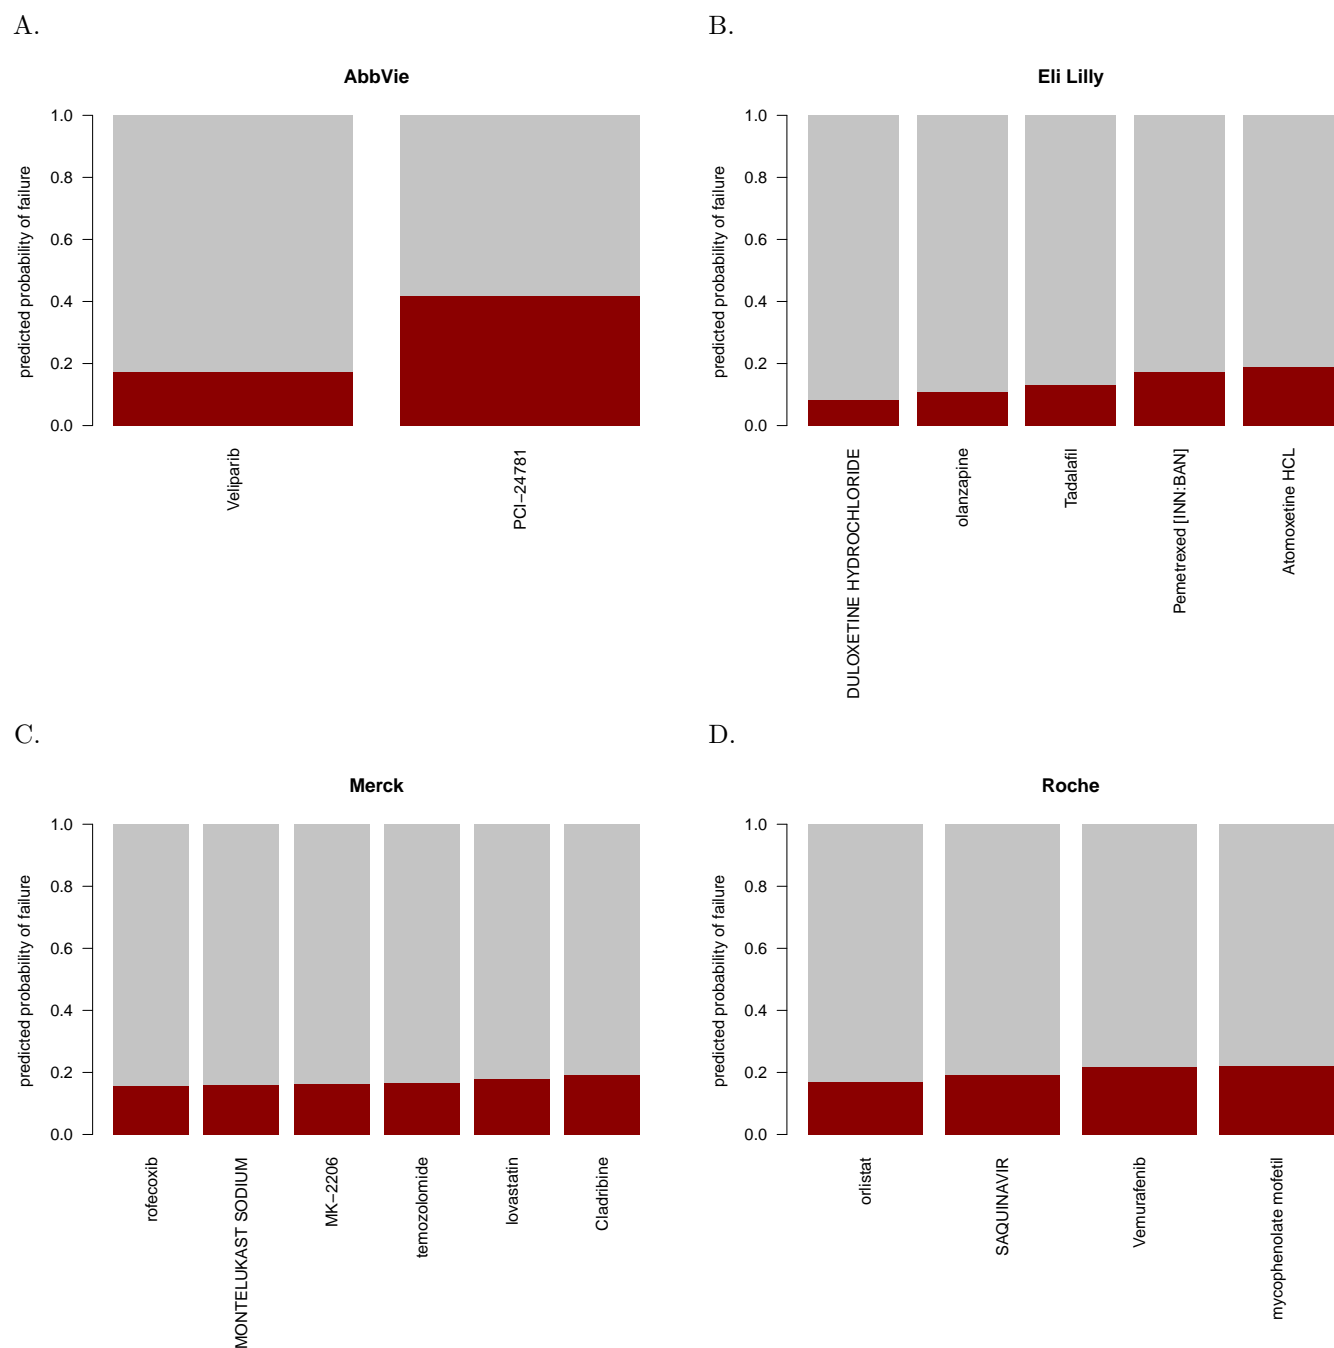 A.
AbbVie
predicted probability of failure
1.0
0.8
0.6
0.4
0.2
0.0
Veliparib
PCI−24781
B.
Eli Lilly
predicted probability of failure
1.0
0.8
0.6
0.4
0.2
0.0
DULOXETINE HYDROCHLORIDE
olanzapine
Tadalafil
Pemetrexed [INN:BAN]
Atomoxetine HCL
C.
Merck
predicted probability of failure
1.0
0.8
0.6
0.4
0.2
0.0
rofecoxib
MONTELUKAST SODIUM
MK−2206
temozolomide
lovastatin
Cladribine
D.
Roche
predicted probability of failure
1.0
0.8
0.6
0.4
0.2
0.0
orlistat
SAQUINAVIR
Vemurafenib
mycophenolate mofetil